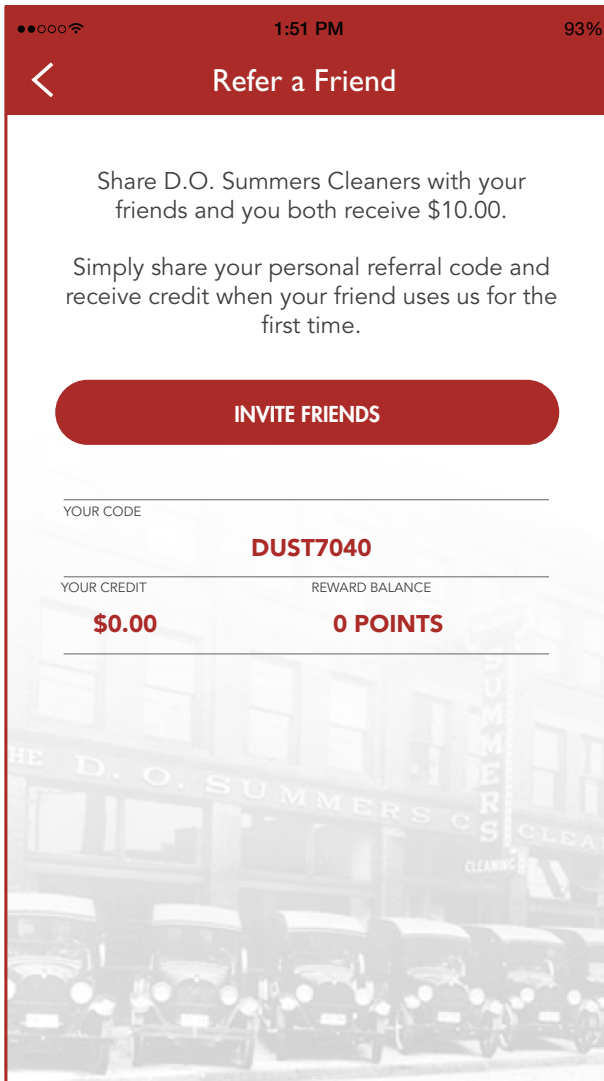 1:51 PM 93%
Refer a Friend
Share D.O. Summers Cleaners with your
friends and you both receive $10.00.
Simply share your personal referral code and
receive credit when your friend uses us for the
first time.
INVITE FRIENDS
YOUR CODE
DUST7040
YOUR CREDIT REWARD BALANCE
$0.00 0 POINTS
SUMMERS
HE D. O. SUMMERS C CLEA
CLEANING